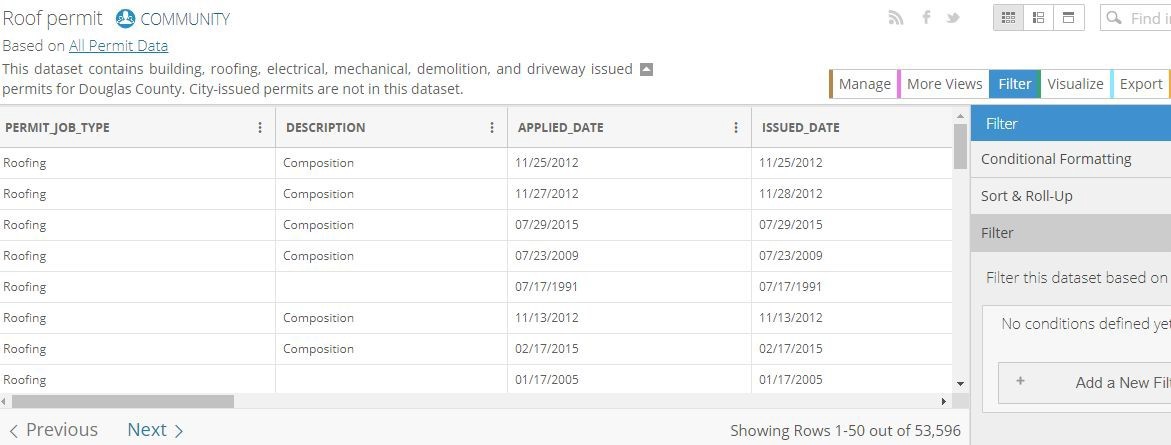 Roof permit COMMUNITY
Find in
Based on All Permit Data
This dataset contains building, roofing, electrical, mechanical, demolition, and driveway issued
permits for Douglas County. City-issued permits are not in this dataset.
Manage More Views Filter Visualize Export
PERMIT_JOB_TYPE DESCRIPTION APPLIED_DATE ISSUED_DATE
Roofing Composition 11/25/2012 11/25/2012
Roofing Composition 11/27/2012 11/28/2012
Roofing Composition 07/29/2015 07/29/2015
Roofing Composition 07/23/2009 07/23/2009
Roofing 07/17/1991 07/17/1991
Roofing Composition 11/13/2012 11/13/2012
Roofing Composition 02/17/2015 02/17/2015
Roofing 01/17/2005 01/17/2005
Previous Next Showing Rows 1-50 out of 53,596
Filter
Conditional Formatting
Sort & Roll-Up
Filter
Filter this dataset based on
No conditions defined yet
+ Add a New Filt